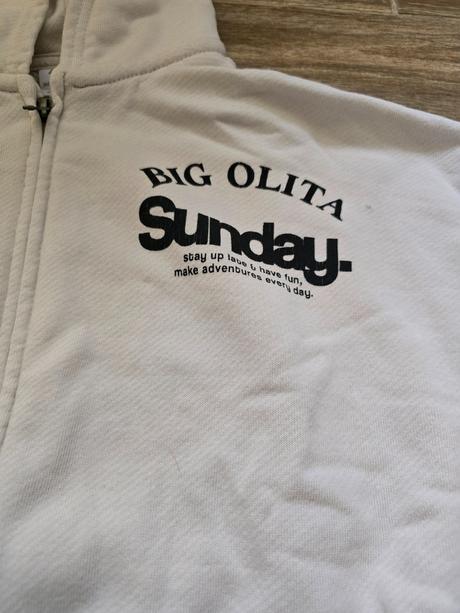 BIG OLITA
Sunday.
stay up late & have fun,
make adventures every day.